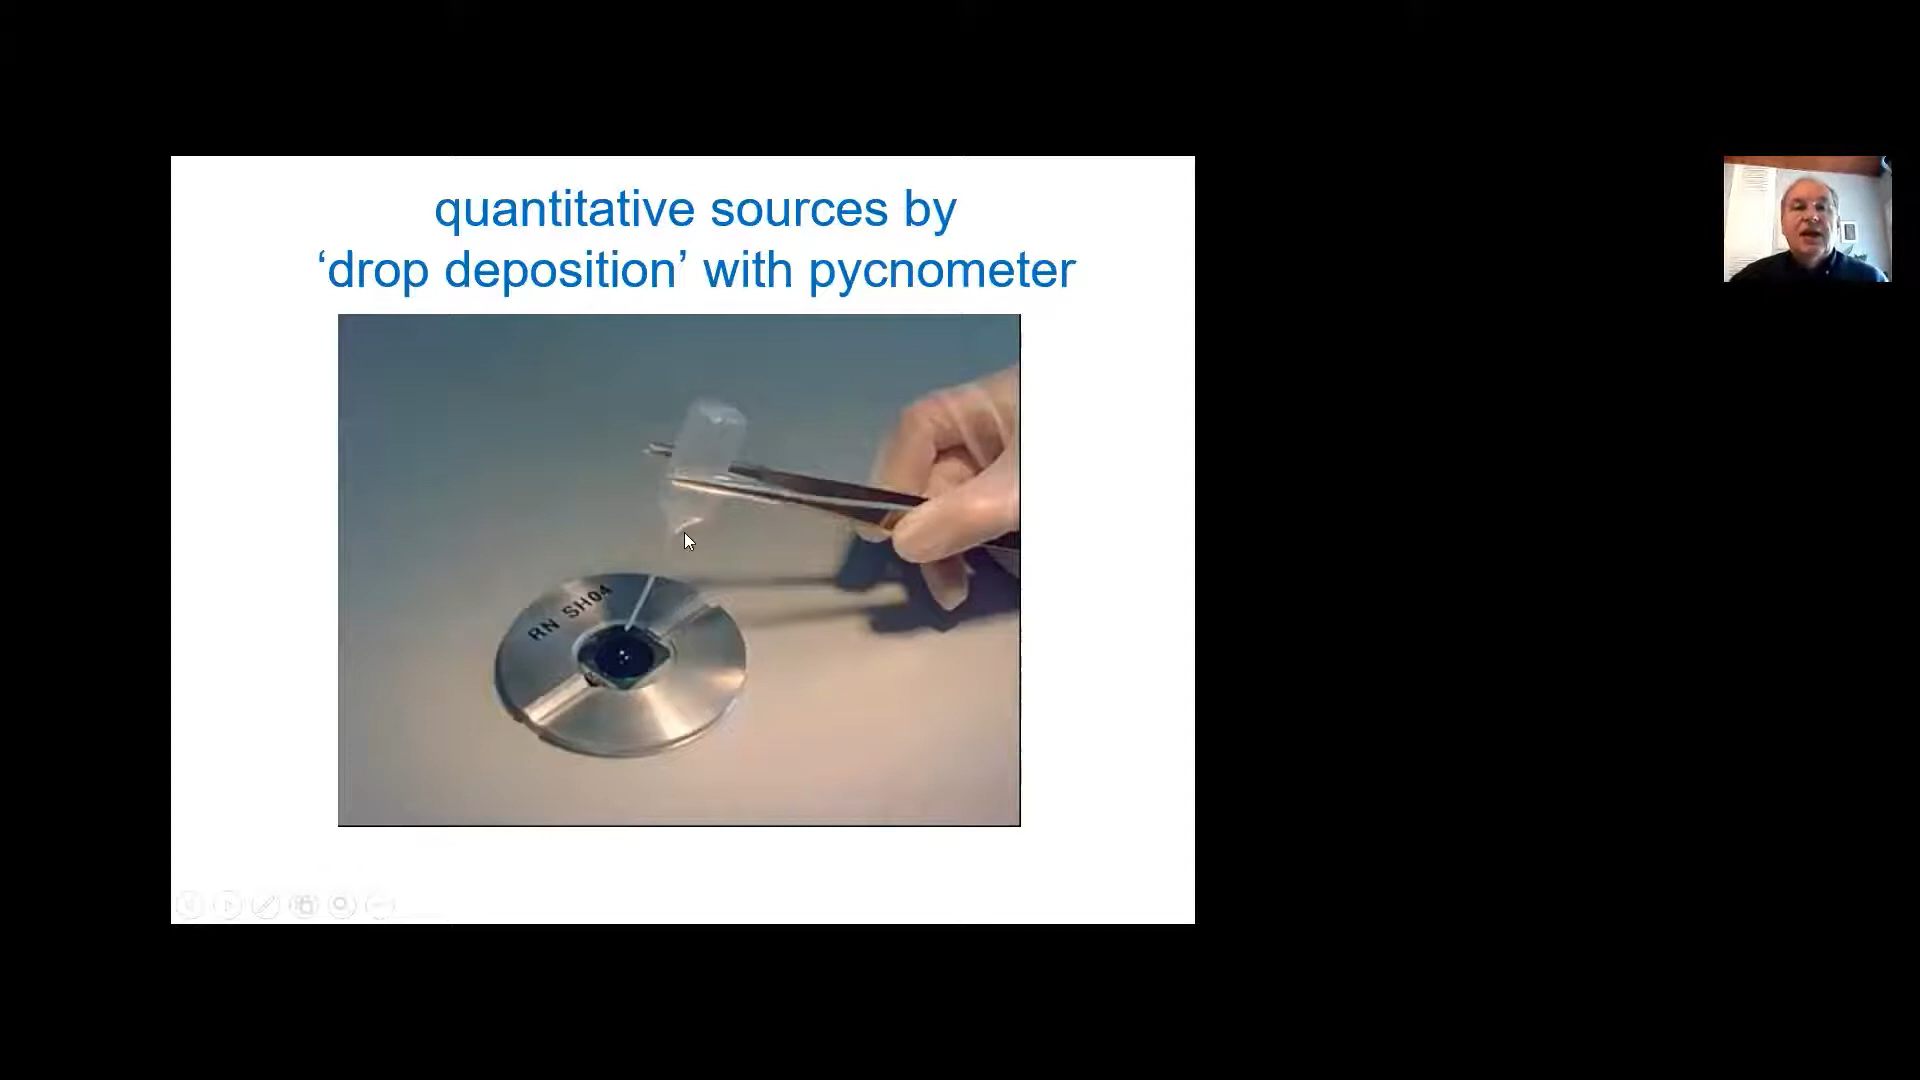 quantitative sources by
‘drop deposition’ with pycnometer
RN SH04